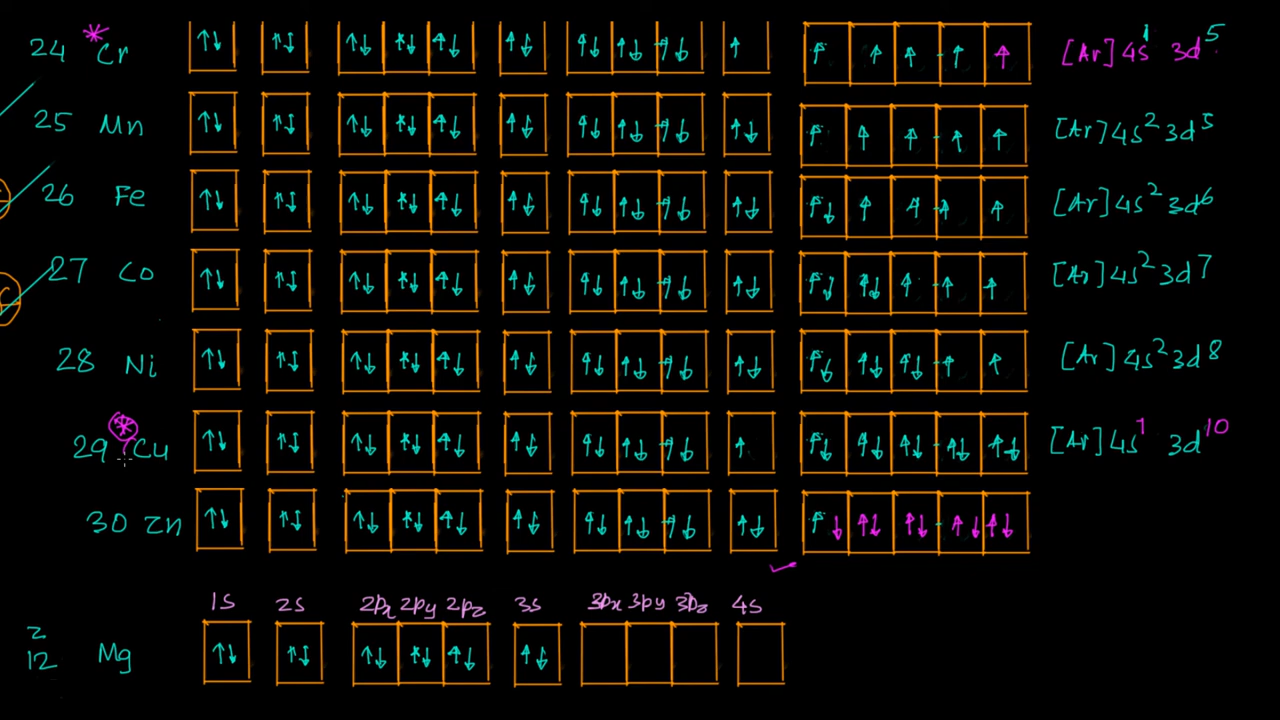 24 *Cr [Ar] 4s¹ 3d⁵
25 Mn [Ar] 4s² 3d⁵
26 Fe [Ar] 4s² 3d⁶
27 Co [Ar] 4s² 3d⁷
28 Ni [Ar] 4s² 3d⁸
29 *Cu [Ar] 4s¹ 3d¹⁰
30 Zn
1s 2s 2px 2py 2pz 3s 3px 3py 3pz 4s
2
12 Mg